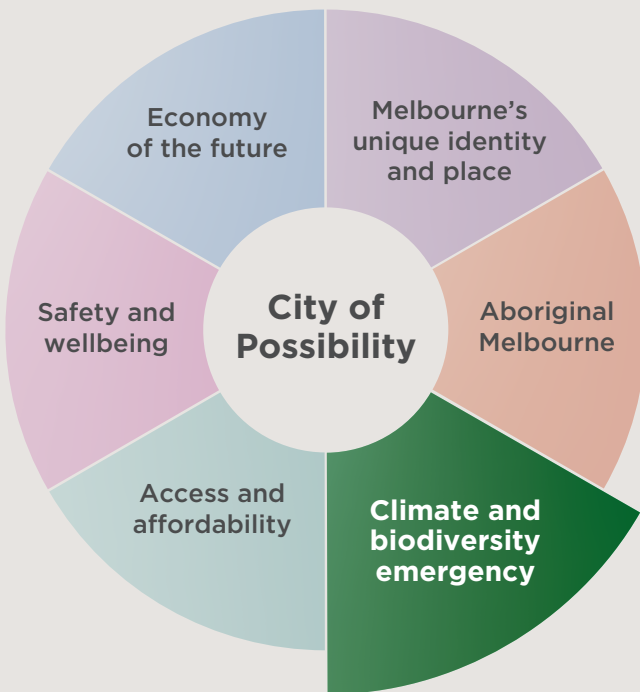 Economy
of the future
Melbourne's
unique identity
and place
Safety and
wellbeing
City of
Possibility
Aboriginal
Melbourne
Access and
affordability
Climate and
biodiversity
emergency